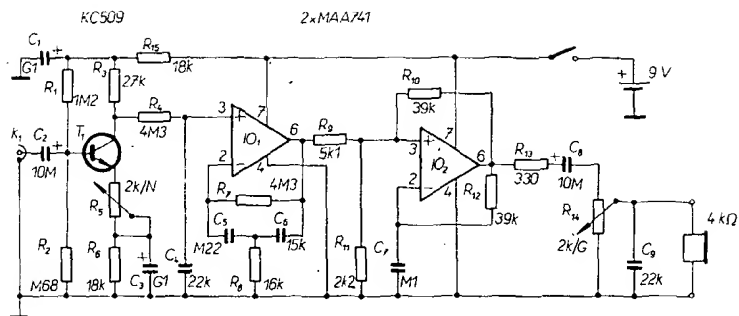 KC509 2×MAA741
C1 + G1
R1 1M2
R3 27k
R15 18k
R4 4M3
K1
C2 + 10M
T1
R5 2k/N
R2 M68
R6 18k
C3 + G1
C4 22k
3 + 7 IO1 6 2 - 4
R7 4M3
C5 M22
C6 15k
R8 16k
R9 5k1
R10 39k
R11 2k2
3 + 7 IO2 6 2 - 4
R12 39k
C7 M1
R13 330
+ C8 10M
R14 2k/G
C9 22k
+ 9 V
4 kΩ